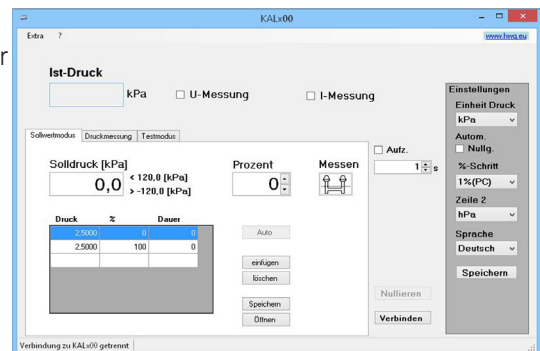 KALx00
Extra ?
www.hwg.eu
r
Ist-Druck
kPa
U-Messung
I-Messung
Einstellungen
Einheit Druck
kPa
Autom.
Nullg.
%-Schritt
1%(PC)
Zeile 2
hPa
Sprache
Deutsch
Speichern
Sollwertmodus Druckmessung Testmodus
Aufz.
1 s
Solldruck [kPa]
0,0
< 120,0 [kPa]
> -120,0 [kPa]
Prozent
0
Messen
Druck % Dauer
2,5000 0 0
2,5000 100 0
Auto
einfügen
löschen
Speichern
Öffnen
Nullieren
Verbinden
Verbindung zu KALx00 getrennt